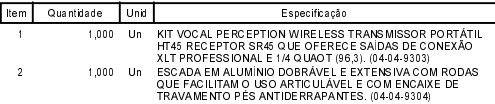 Item Quantidade Unid Especificação
1 1,000 Un KIT VOCAL PERCEPTION WIRELESS TRANSMISSOR PORTÁTIL
HT45 RECEPTOR SR45 QUE OFERECE SAÍDAS DE CONEXÃO
XLT PROFESSIONAL E 1/4 QUAOT (96,3). (04-04-9303)
2 1,000 Un ESCADA EM ALUMÍNIO DOBRÁVEL E EXTENSIVA COM RODAS
QUE FACILITAM O USO ARTICULÁVEL E COM ENCAIXE DE
TRAVAMENTO PÉS ANTIDERRAPANTES. (04-04-9304)